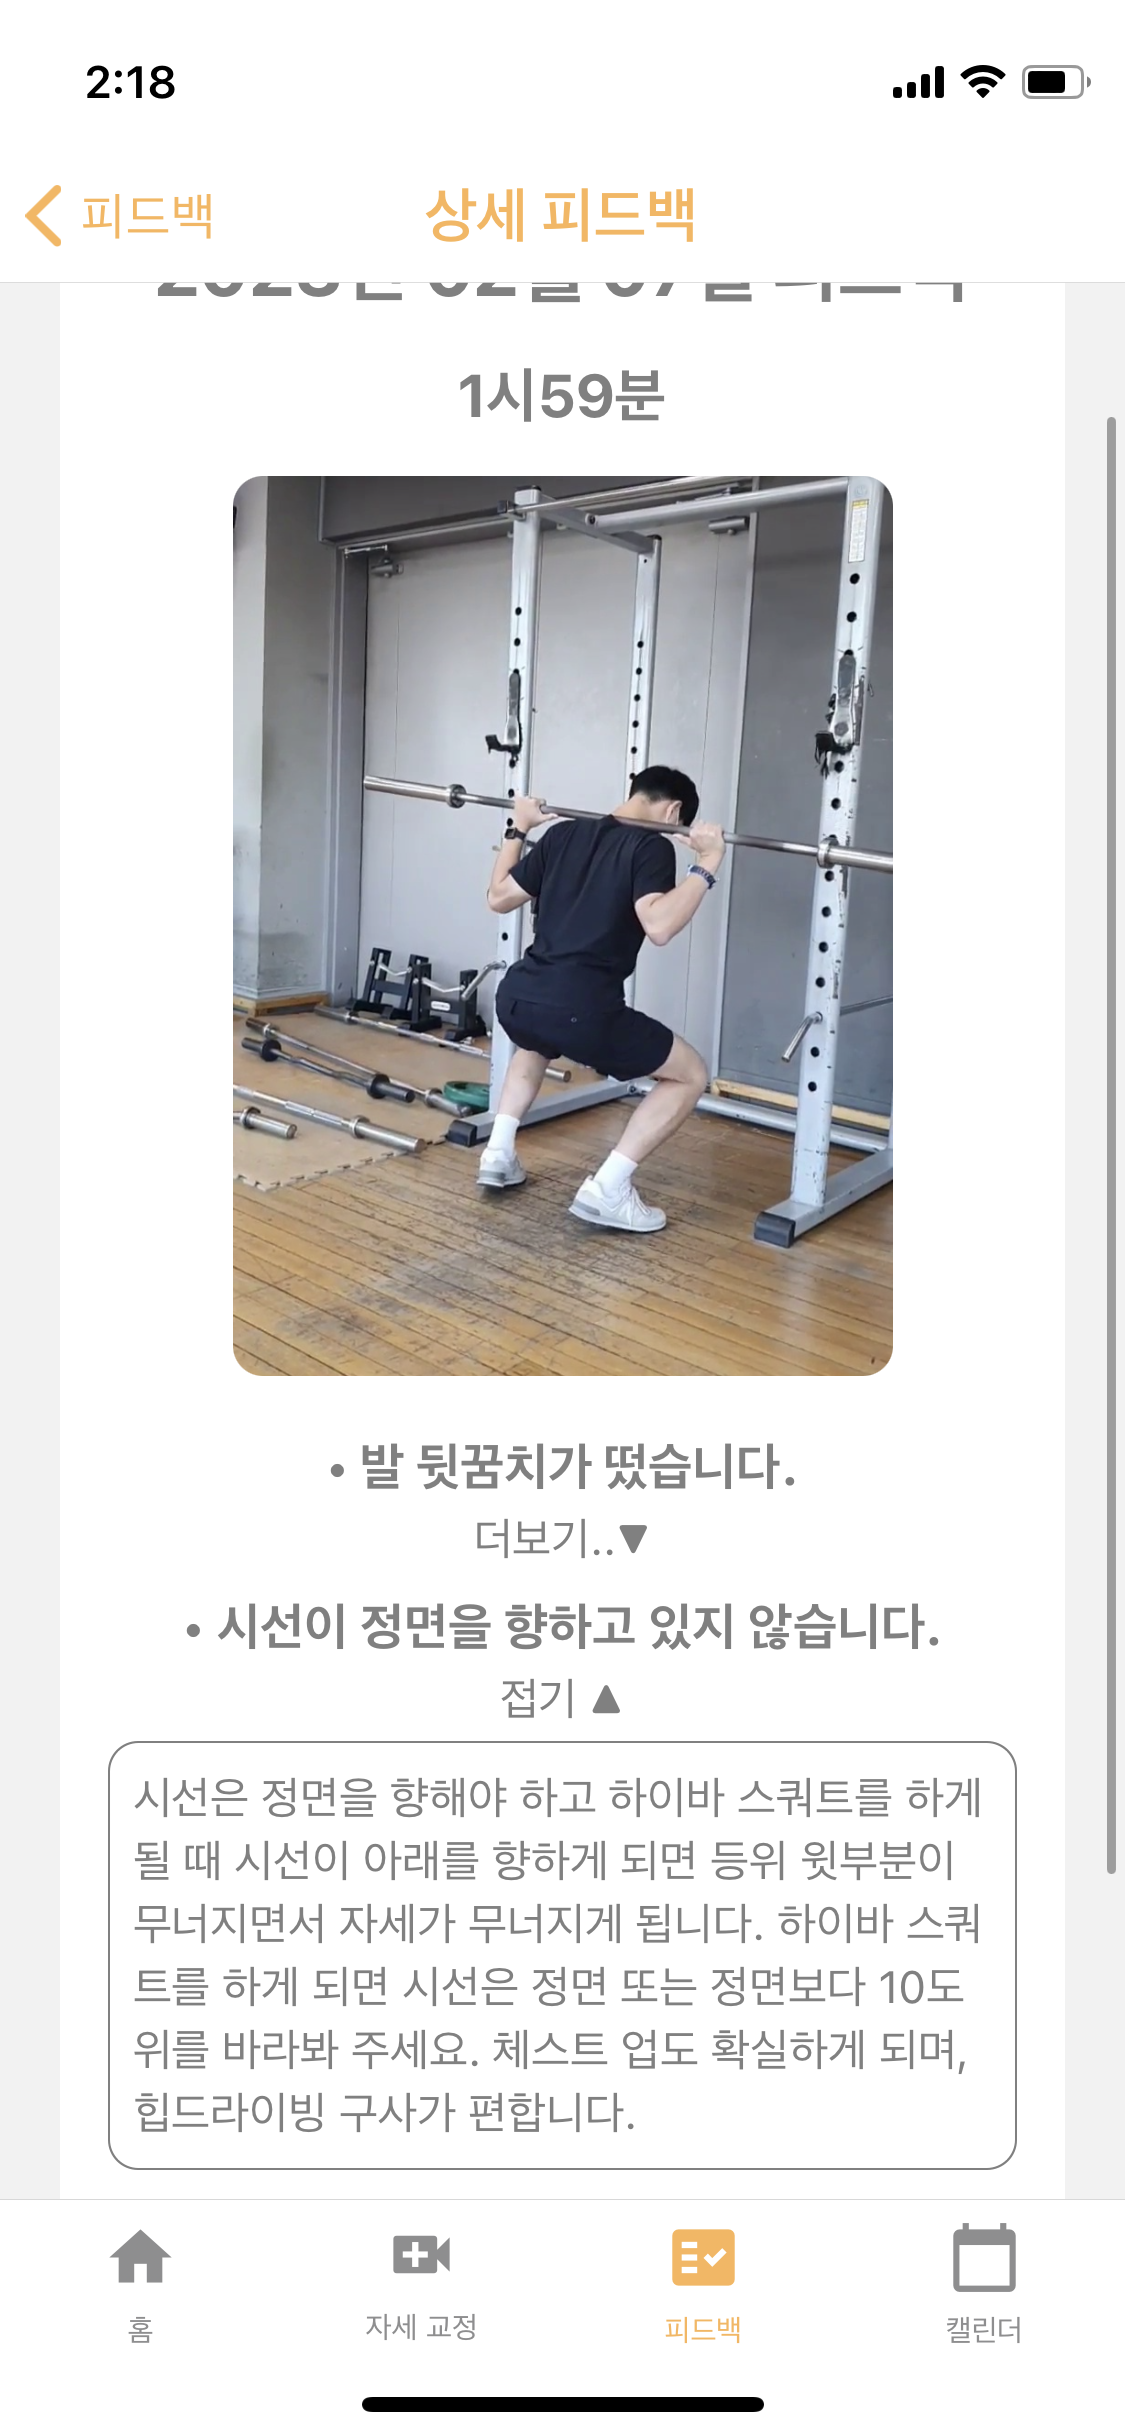 2:18
피드백
상세 피드백
1시59분
• 발 뒷꿈치가 떴습니다.
더보기..▼
• 시선이 정면을 향하고 있지 않습니다.
접기 ▲
시선은 정면을 향해야 하고 하이바 스쿼트를 하게
될 때 시선이 아래를 향하게 되면 등위 윗부분이
무너지면서 자세가 무너지게 됩니다. 하이바 스쿼
트를 하게 되면 시선은 정면 또는 정면보다 10도
위를 바라봐 주세요. 체스트 업도 확실하게 되며,
힙드라이빙 구사가 편합니다.
홈
자세 교정
피드백
캘린더